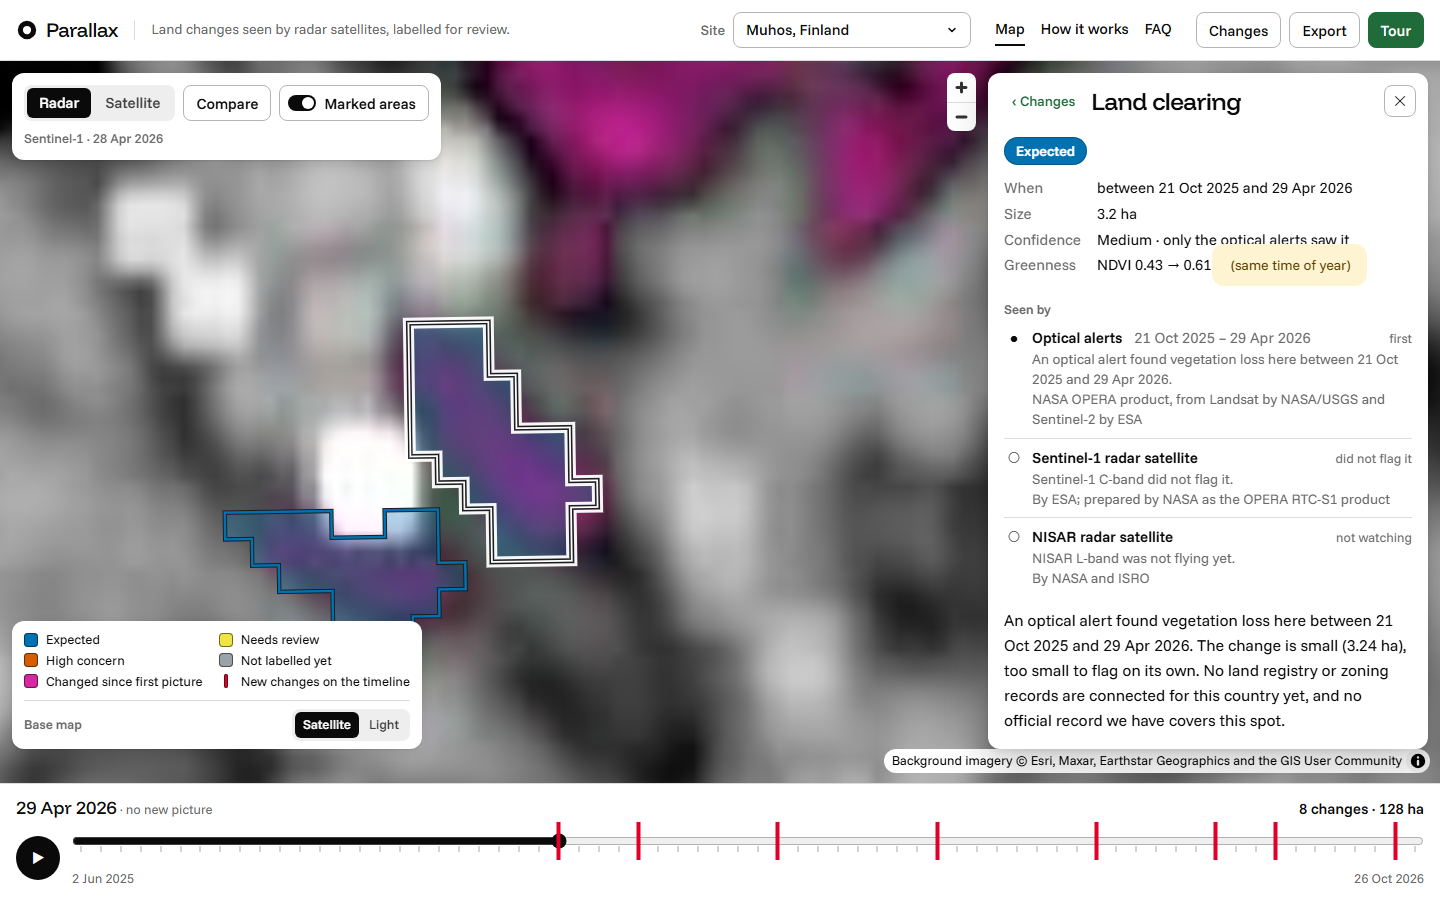 Parallax
Land changes seen by radar satellites, labelled for review.
Site
Muhos, Finland
Map
How it works
FAQ
Changes
Export
Tour
Radar
Satellite
Compare
Marked areas
Sentinel-1 · 28 Apr 2026
+
−
‹ Changes
Land clearing
Expected
When
between 21 Oct 2025 and 29 Apr 2026
Size
3.2 ha
Confidence
Medium · only the optical alerts saw it
Greenness
NDVI 0.43 → 0.61
(same time of year)
Seen by
Optical alerts 21 Oct 2025 – 29 Apr 2026 first
An optical alert found vegetation loss here between 21 Oct
2025 and 29 Apr 2026.
NASA OPERA product, from Landsat by NASA/USGS and
Sentinel-2 by ESA
Sentinel-1 radar satellite did not flag it
Sentinel-1 C-band did not flag it.
By ESA; prepared by NASA as the OPERA RTC-S1 product
NISAR radar satellite not watching
NISAR L-band was not flying yet.
By NASA and ISRO
An optical alert found vegetation loss here between 21
Oct 2025 and 29 Apr 2026. The change is small (3.24 ha),
too small to flag on its own. No land registry or zoning
records are connected for this country yet, and no
official record we have covers this spot.
Expected
Needs review
High concern
Not labelled yet
Changed since first picture
New changes on the timeline
Base map
Satellite
Light
Background imagery © Esri, Maxar, Earthstar Geographics and the GIS User Community
29 Apr 2026 · no new picture
8 changes · 128 ha
2 Jun 2025
26 Oct 2026